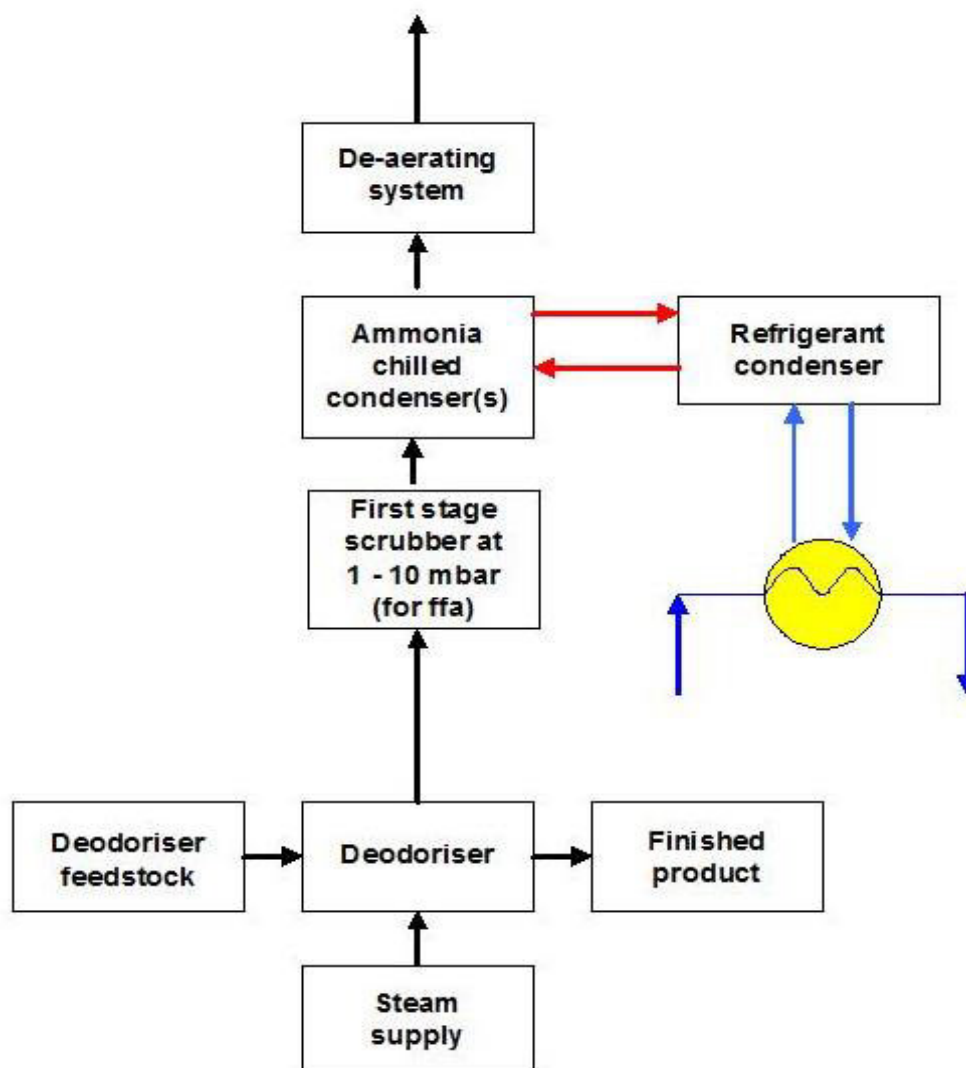 De-aerating
system
Ammonia
chilled
condenser(s)
Refrigerant
condenser
First stage
scrubber at
1 - 10 mbar
(for ffa)
Deodoriser
feedstock
Deodoriser
Finished
product
Steam
supply